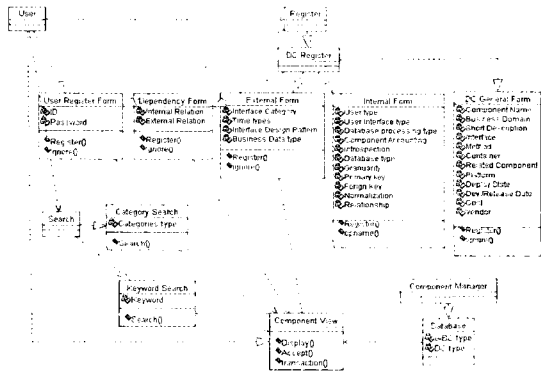 User
Register
DC Register
User Register Form
ID
Password
Register()
Ignore()
Dependency Form
Internal Relation
External Relation
Register()
Ignore()
External Form
Interface Category
Time types
Interface Design Pattern
Business Data type
Register()
Ignore()
Internal Form
User type
User Interface type
Database processing type
Component Accounting
Introspection
Database type
Granularity
Primary key
Forign Key
Normalization
Relationship
Register()
DC General Form
Component Name
Business Domain
Short Description
Interface
Method
Container
Related Component
Platform
Deploy State
Dev/Release Date
Cost
Vendor
Register()
Search
Category Search
Categories type
Search()
Keyword Search
Keyword
Search()
Component View
Display()
Accept()
transaction()
Component Manager
Database
DC type